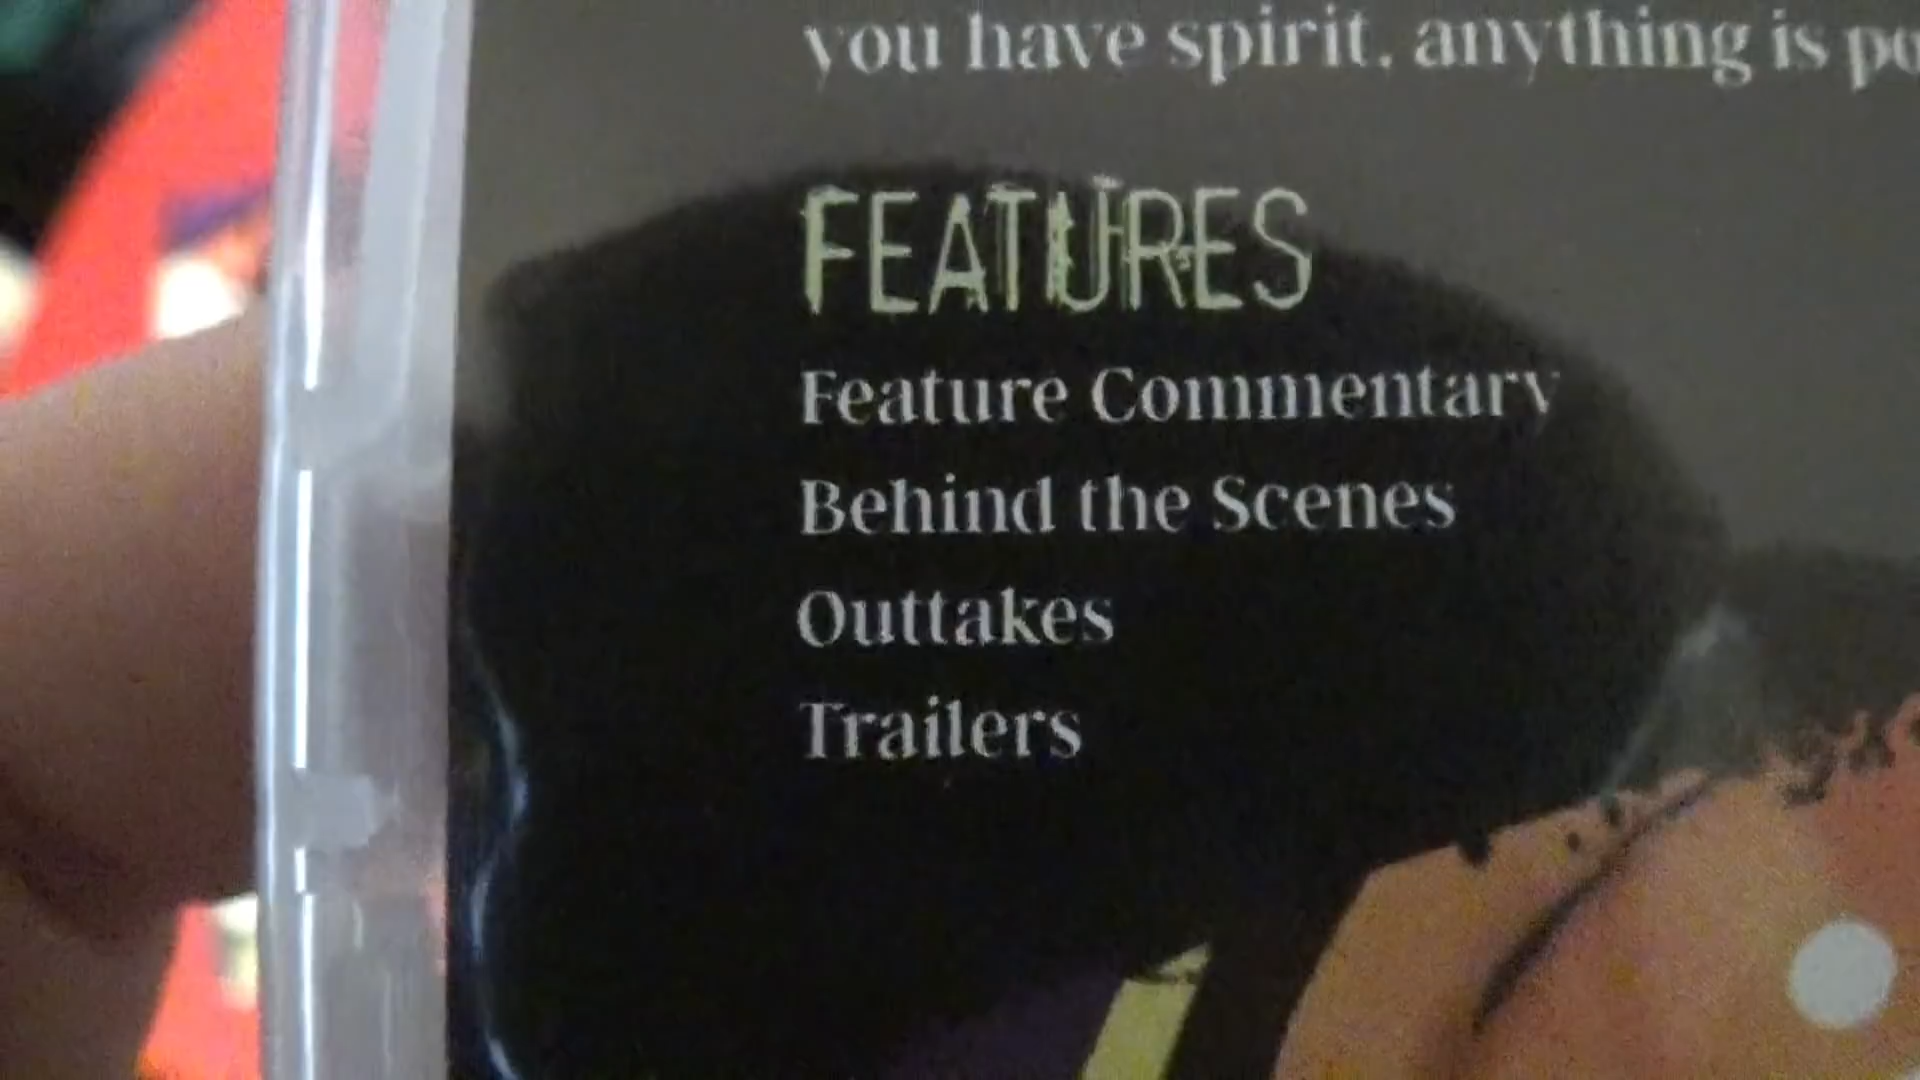 you have spirit, anything is
FEATURES
Feature Commentary
Behind the Scenes
Outtakes
Trailers